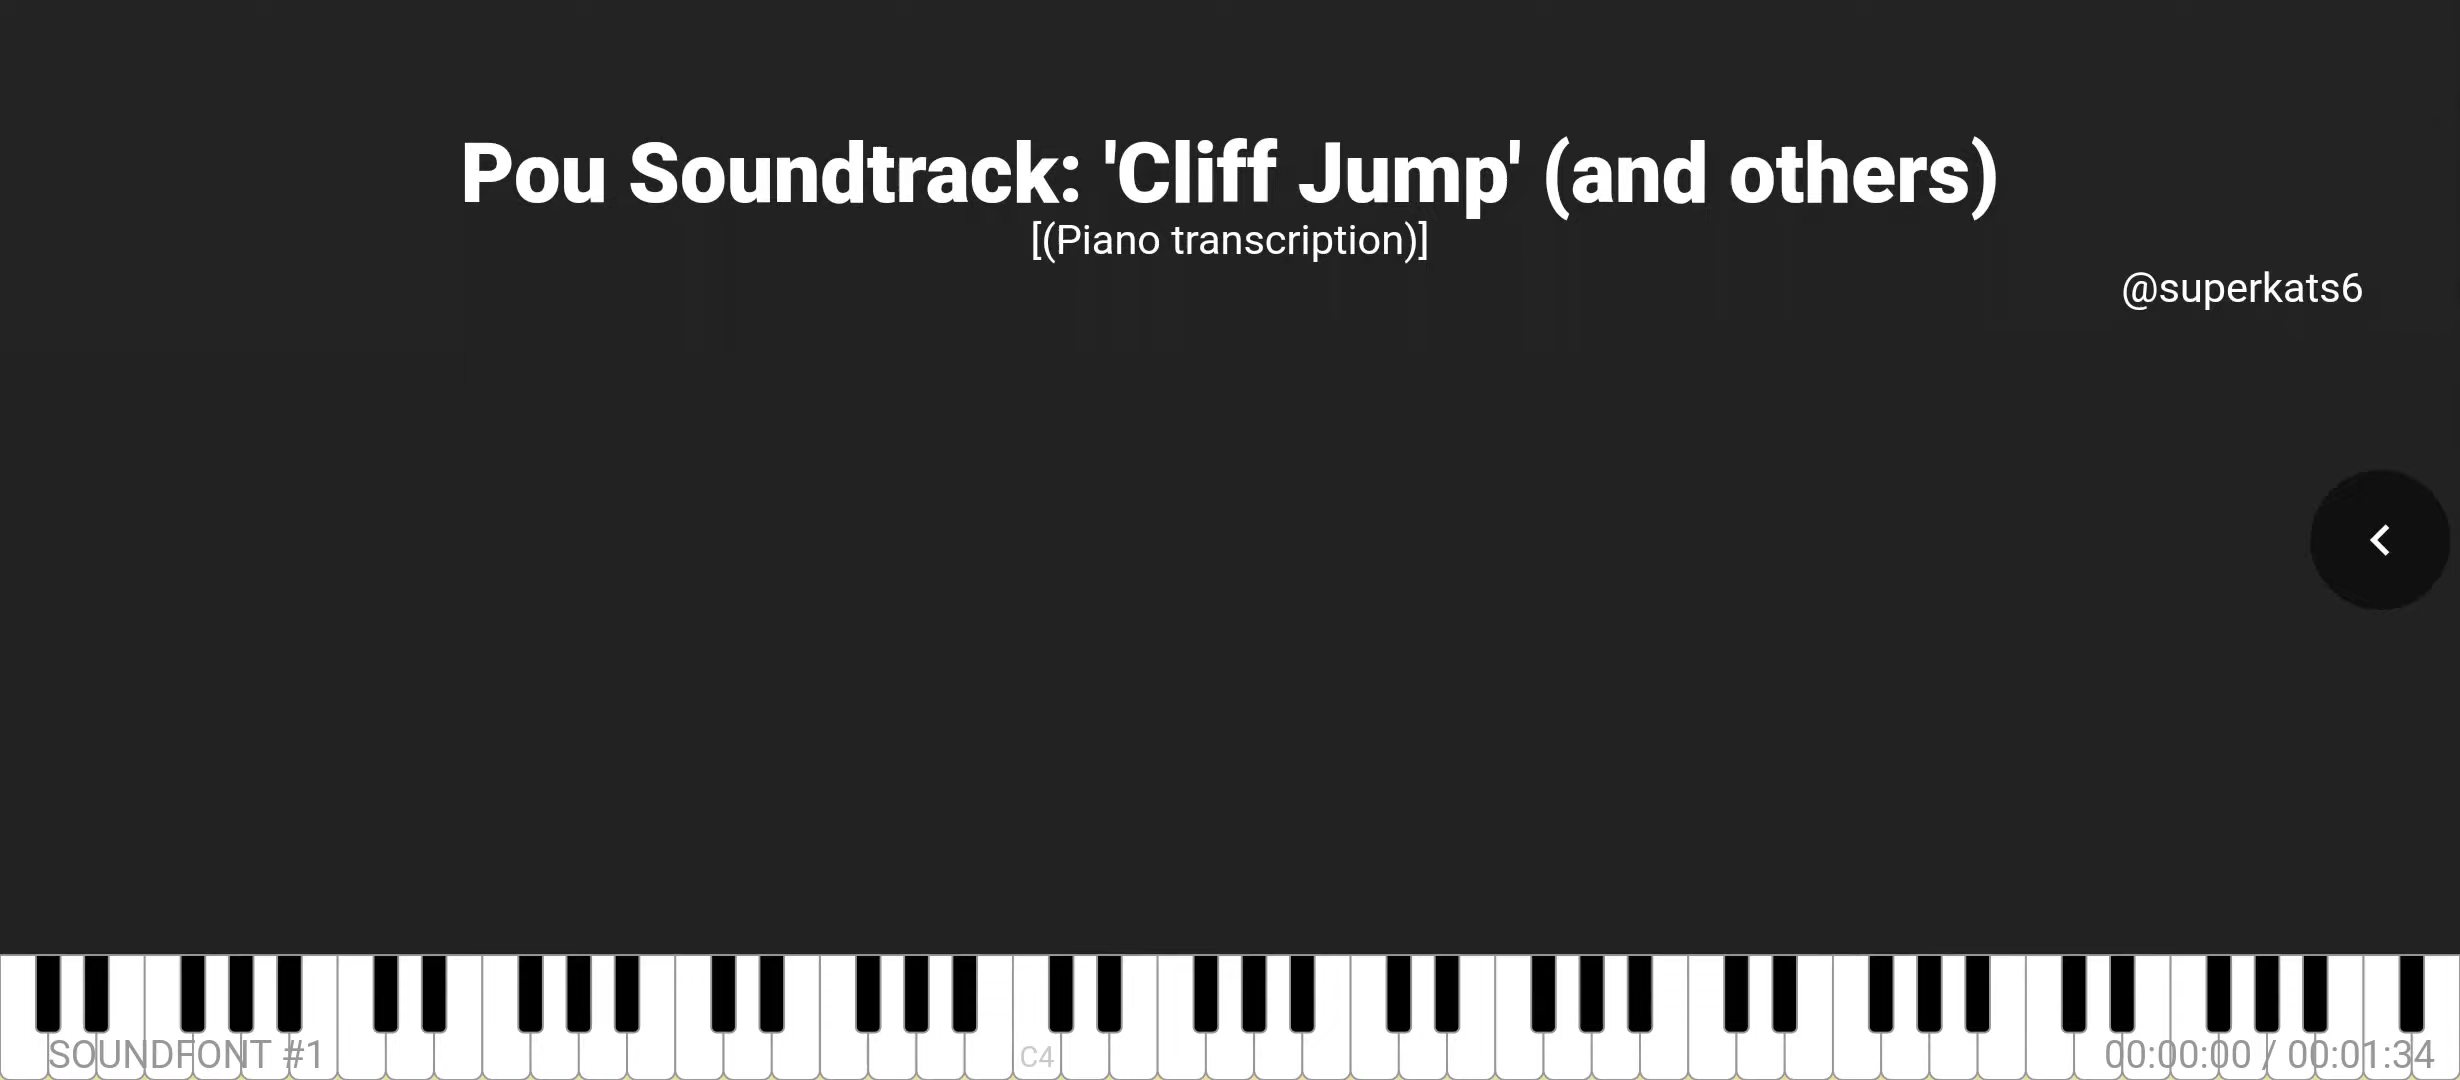 Pou Soundtrack: 'Cliff Jump' (and others)
[(Piano transcription)]
@superkats6
SOUNDFONT #1
C4
00:00:00 / 00:01:34